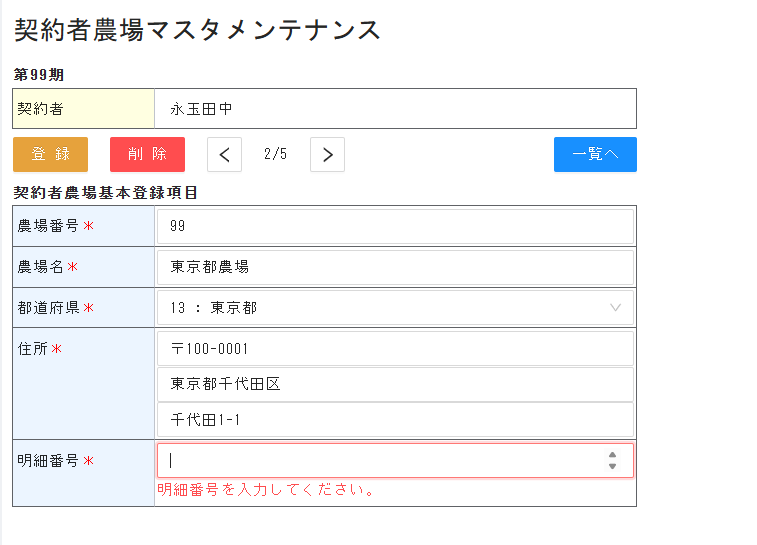 契約者農場マスタメンテナンス
第99期
契約者 永玉田中
登 録 削 除 < 2/5 > 一覧へ
契約者農場基本登録項目
農場番号＊ 99
農場名＊ 東京都農場
都道府県＊ 13 : 東京都
住所＊ 〒100-0001
東京都千代田区
千代田1-1
明細番号＊
明細番号を入力してください。